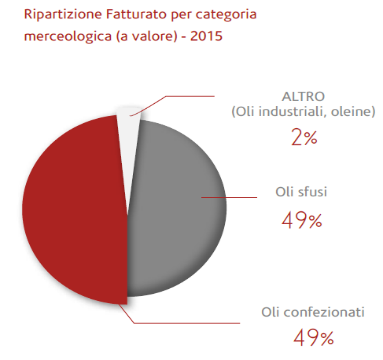 Ripartizione Fatturato per categoria
merceologica (a valore) - 2015
ALTRO
(Oli industriali, oleine)
2%
Oli sfusi
49%
Oli confezionati
49%